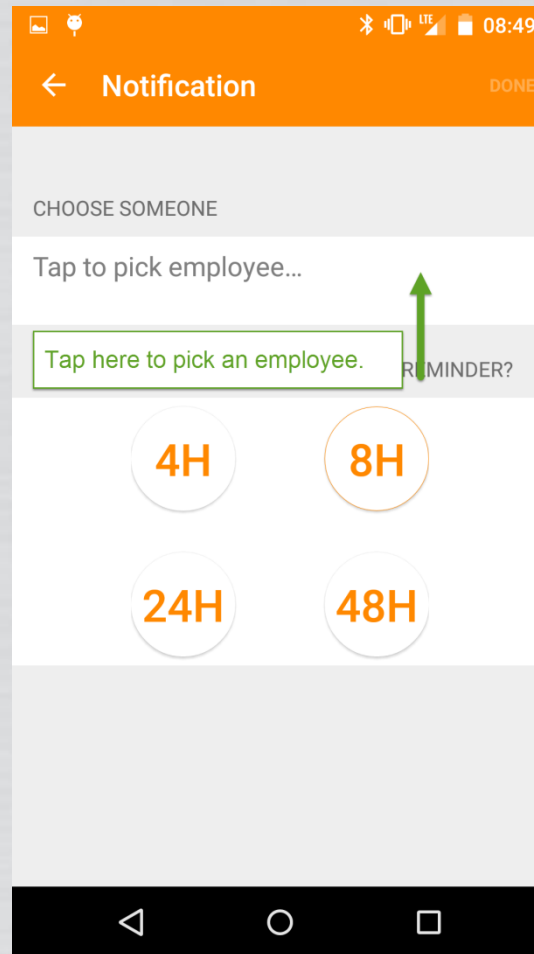 LTE 08:49
Notification DONE
CHOOSE SOMEONE
Tap to pick employee...
Tap here to pick an employee.
REMINDER?
4H 8H
24H 48H